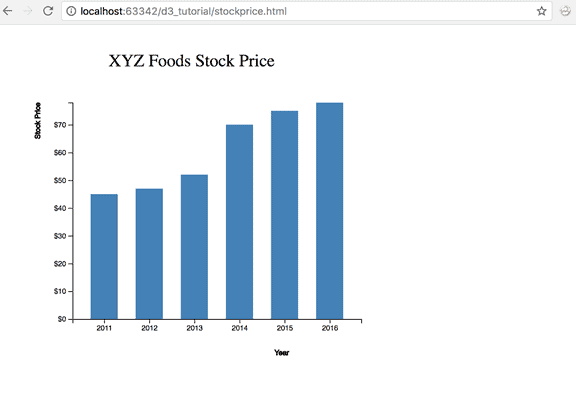 localhost:63342/d3_tutorial/stockprice.html
XYZ Foods Stock Price
Stock Price
$70
$60
$50
$40
$30
$20
$10
$0
2011 2012 2013 2014 2015 2016
Year